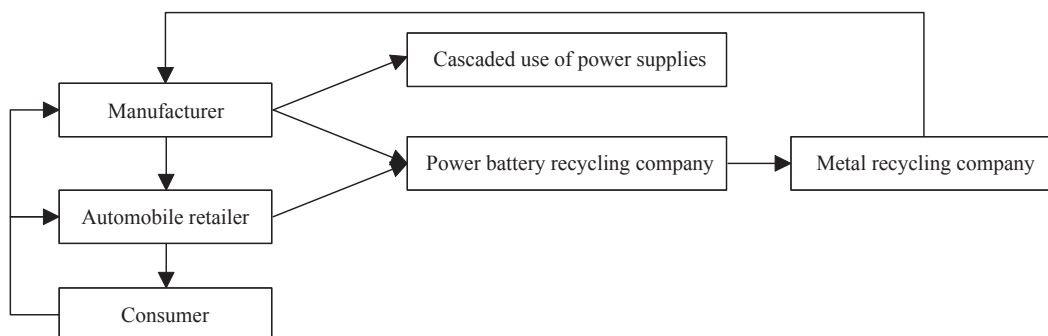 Cascaded use of power supplies
Manufacturer
Power battery recycling company
Metal recycling company
Automobile retailer
Consumer